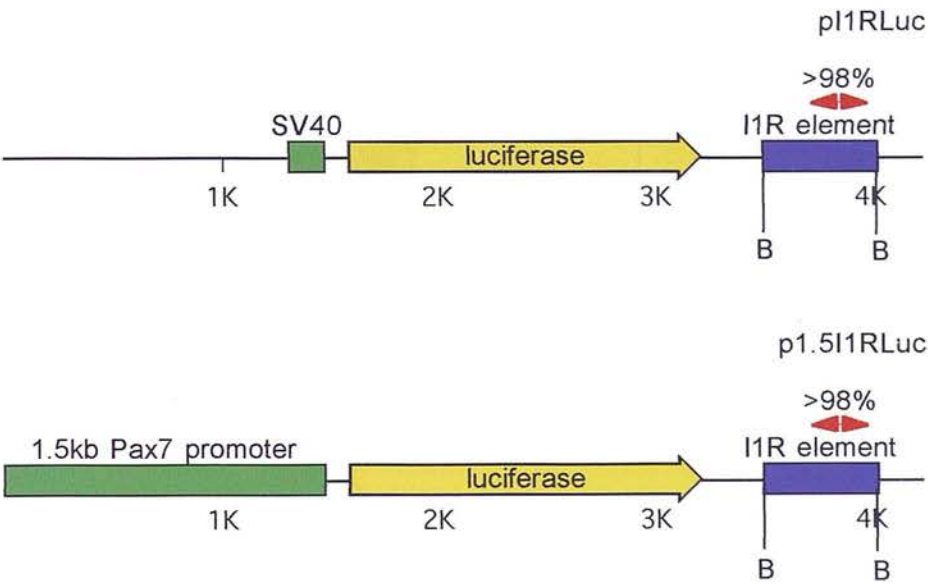 pI1RLuc
>98%
SV40
I1R element
luciferase
1K
2K
3K
4K
B
B
p1.5I1RLuc
>98%
1.5kb Pax7 promoter
I1R element
luciferase
1K
2K
3K
4K
B
B